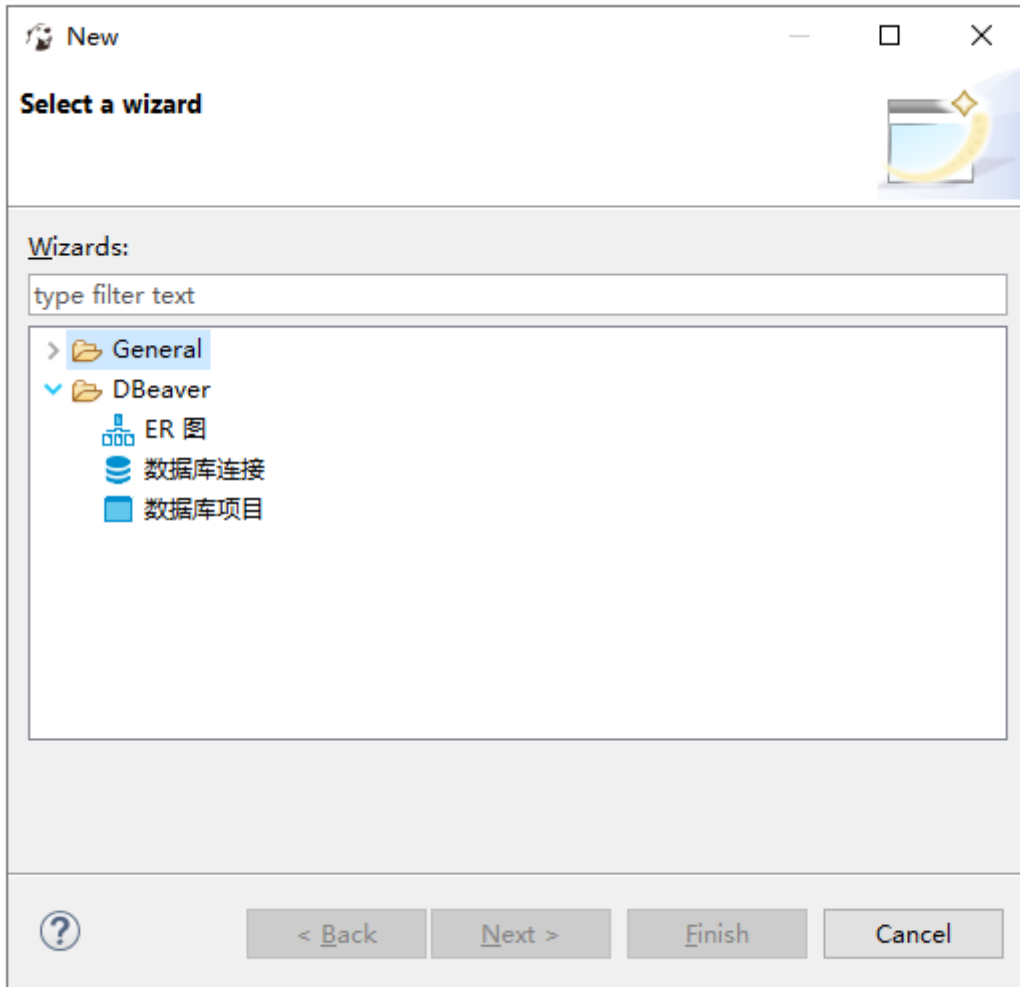 New
Select a wizard
Wizards:
type filter text
General
DBeaver
ER 图
数据库连接
数据库项目
< Back Next > Finish Cancel